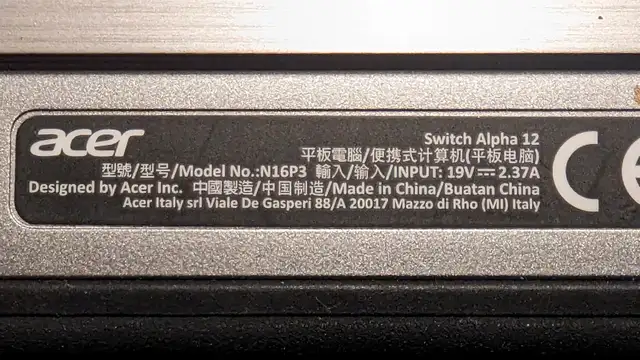 acer
Switch Alpha 12
平板電腦/便携式计算机(平板电脑)
型號/型号/Model No.:N16P3 輸入/输入/INPUT: 19V⎓2.37A
Designed by Acer Inc. 中國製造/中国制造/Made in China/Buatan China
Acer Italy srl Viale De Gasperi 88/A 20017 Mazzo di Rho (MI) Italy
CE